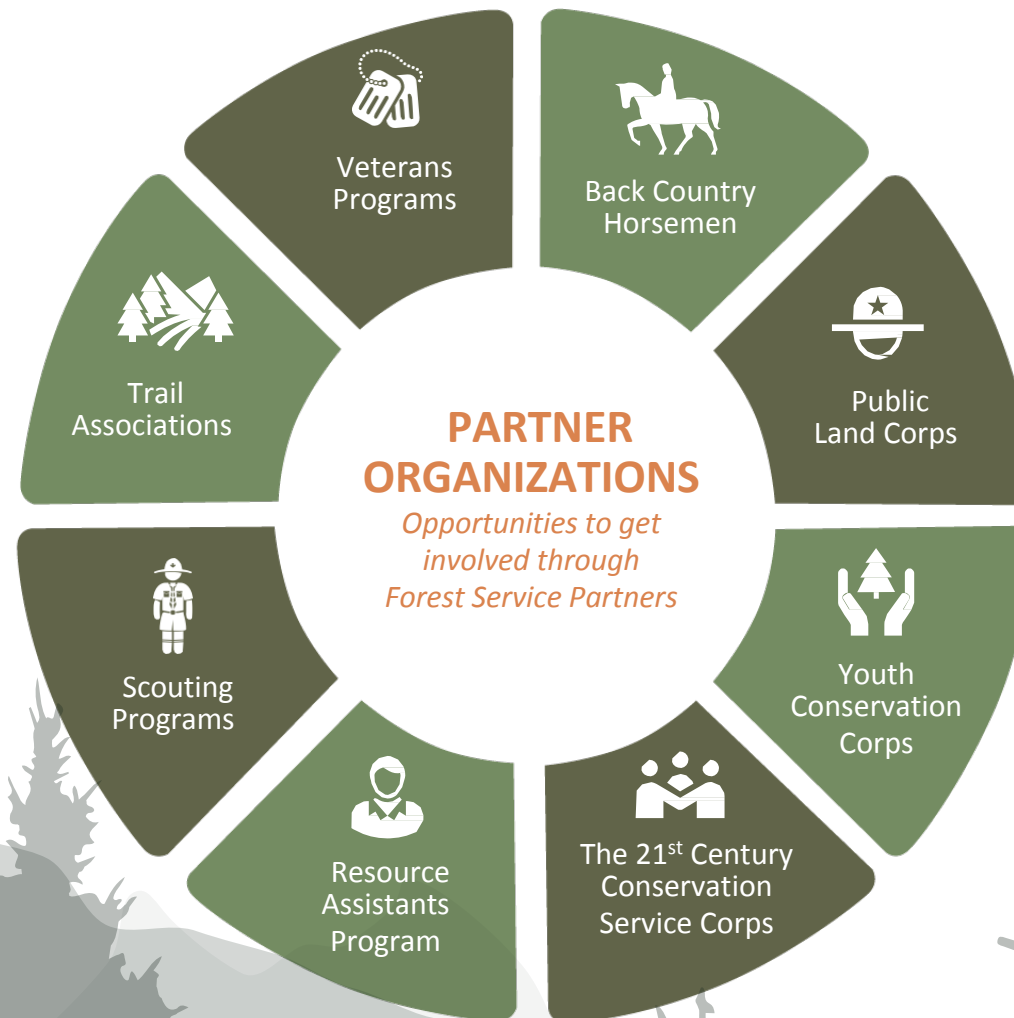 PARTNER
ORGANIZATIONS
Opportunities to get
involved through
Forest Service Partners
Back Country
Horsemen
Public
Land Corps
Youth
Conservation
Corps
The 21st Century
Conservation
Service Corps
Resource
Assistants
Program
Scouting
Programs
Trail
Associations
Veterans
Programs